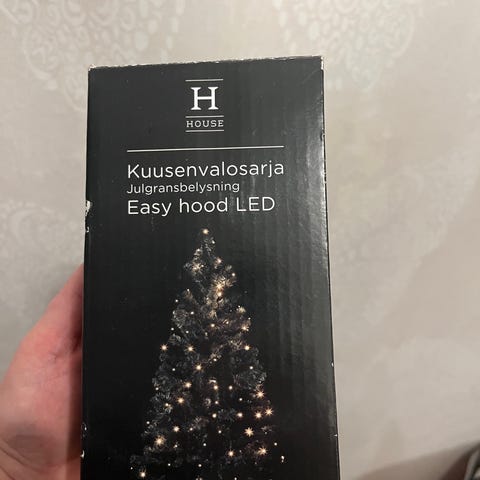 H
HOUSE
Kuusenvalosarja
Julgransbelysning
Easy hood LED